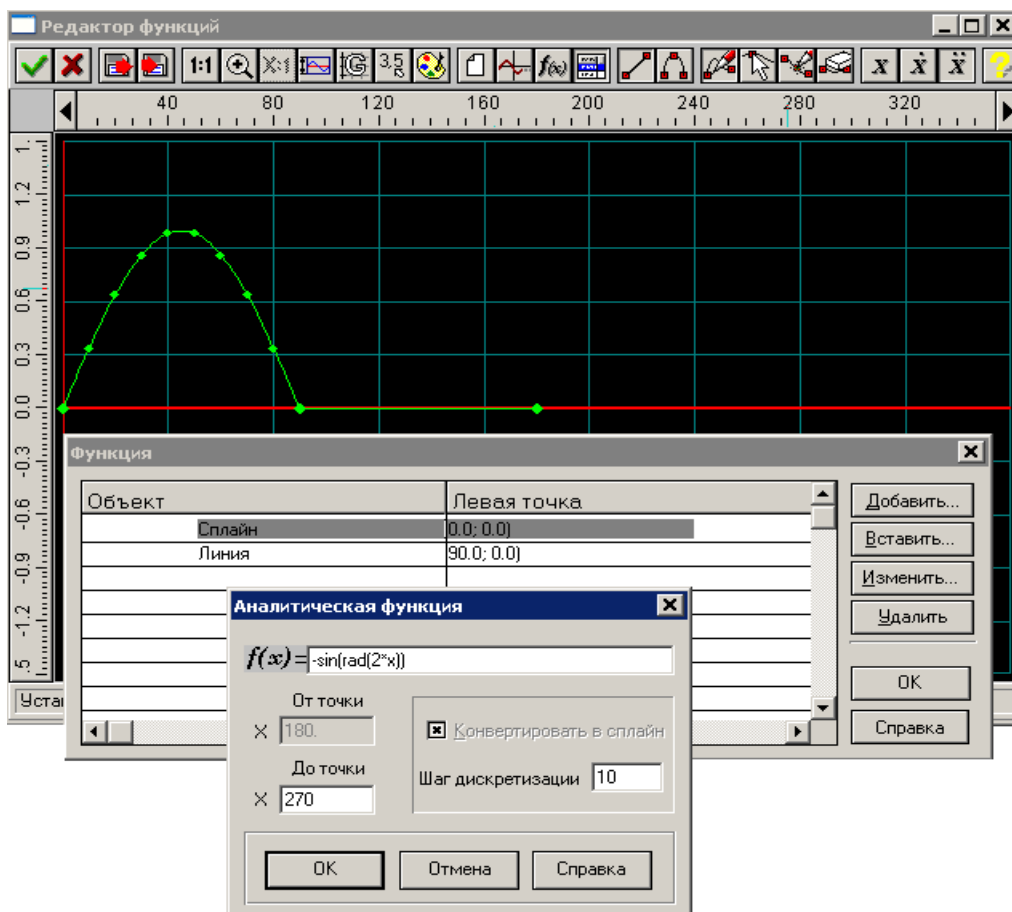 Редактор функций
1:1 X:1 G 3,5 f(x) X Ẋ Ẍ ?
40 80 120 160 200 240 280 320
1.
1.2
0.9
0.6
0.3
0.0
-0.3
-0.6
-0.9
-1.2
.5
Функция
Объект Левая точка
Сплайн 0.0; 0.0)
Линия 90.0; 0.0)
Добавить...
Вставить...
Изменить...
Удалить
OK
Справка
Уста
Аналитическая функция
f(x)= -sin(rad(2*x))
От точки
X 180.
Конвертировать в сплайн
До точки
X 270
Шаг дискретизации 10
OK Отмена Справка